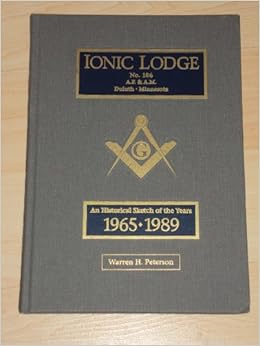 IONIC LODGE
No. 186
A.F. & A.M.
Duluth · Minnesota
G
An Historical Sketch of the Years
1965 · 1989
Warren H. Peterson